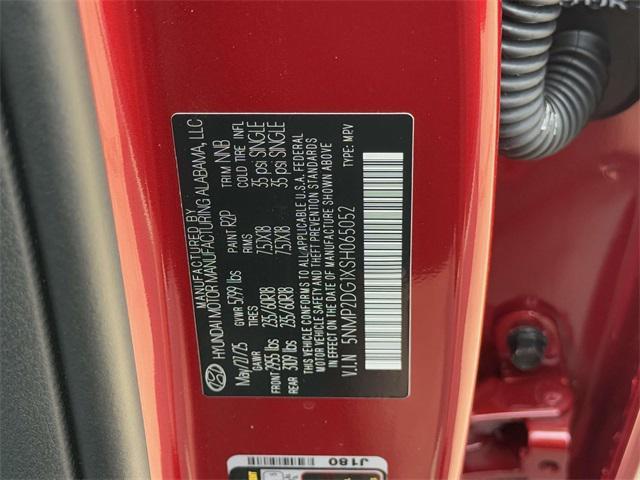 MANUFACTURED BY
HYUNDAI MOTOR MANUFACTURING ALABAMA, LLC
May/27/25 GVWR 5799 lbs PAINT R2P TRIM NNB
GAWR TIRES RIMS COLD TIRE INFL
FRONT 2955 lbs 235/60R18 7.5JX18 35 psi SINGLE
REAR 3109 lbs 235/60R18 7.5JX18 35 psi SINGLE
THIS VEHICLE CONFORMS TO ALL APPLICABLE U.S.A. FEDERAL
MOTOR VEHICLE SAFETY AND THEFT PREVENTION STANDARDS
IN EFFECT ON THE DATE OF MANUFACTURE SHOWN ABOVE
V.I.N 5NMP2DG1XSH065052 TYPE: MPV
J180